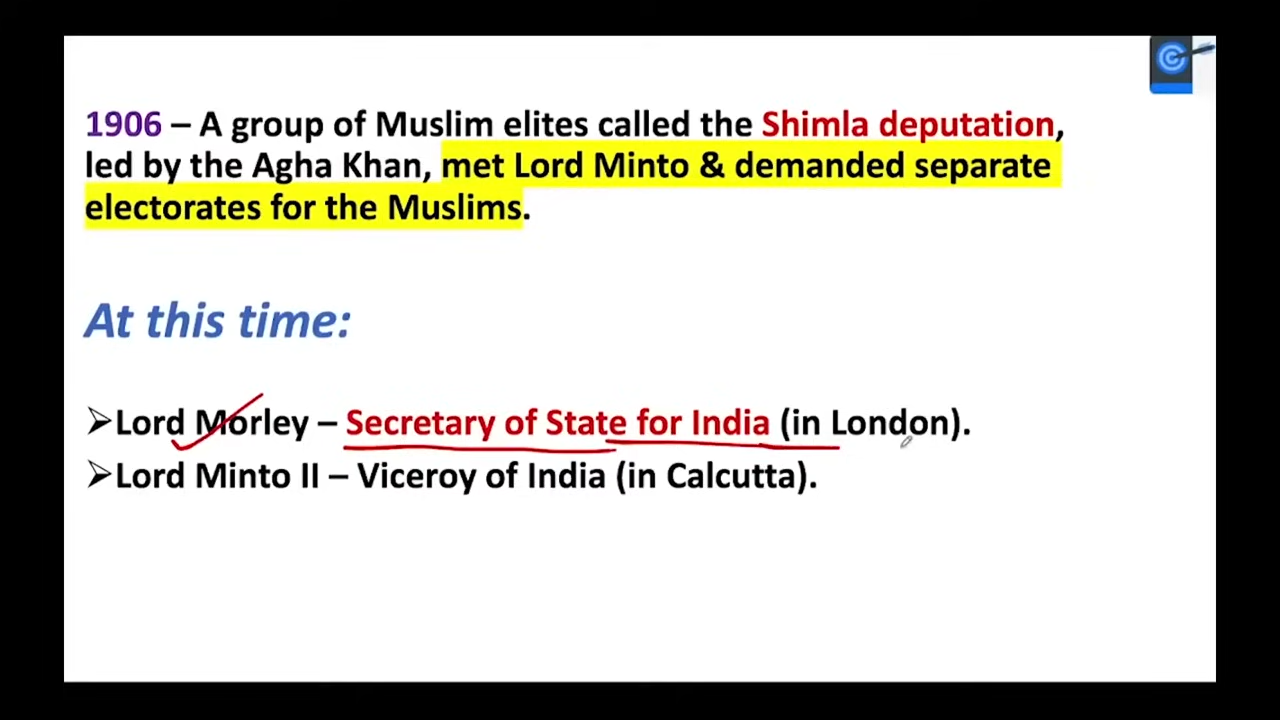 1906 – A group of Muslim elites called the Shimla deputation,
led by the Agha Khan, met Lord Minto & demanded separate
electorates for the Muslims.
At this time:
➢Lord Morley – Secretary of State for India (in London).
➢Lord Minto II – Viceroy of India (in Calcutta).